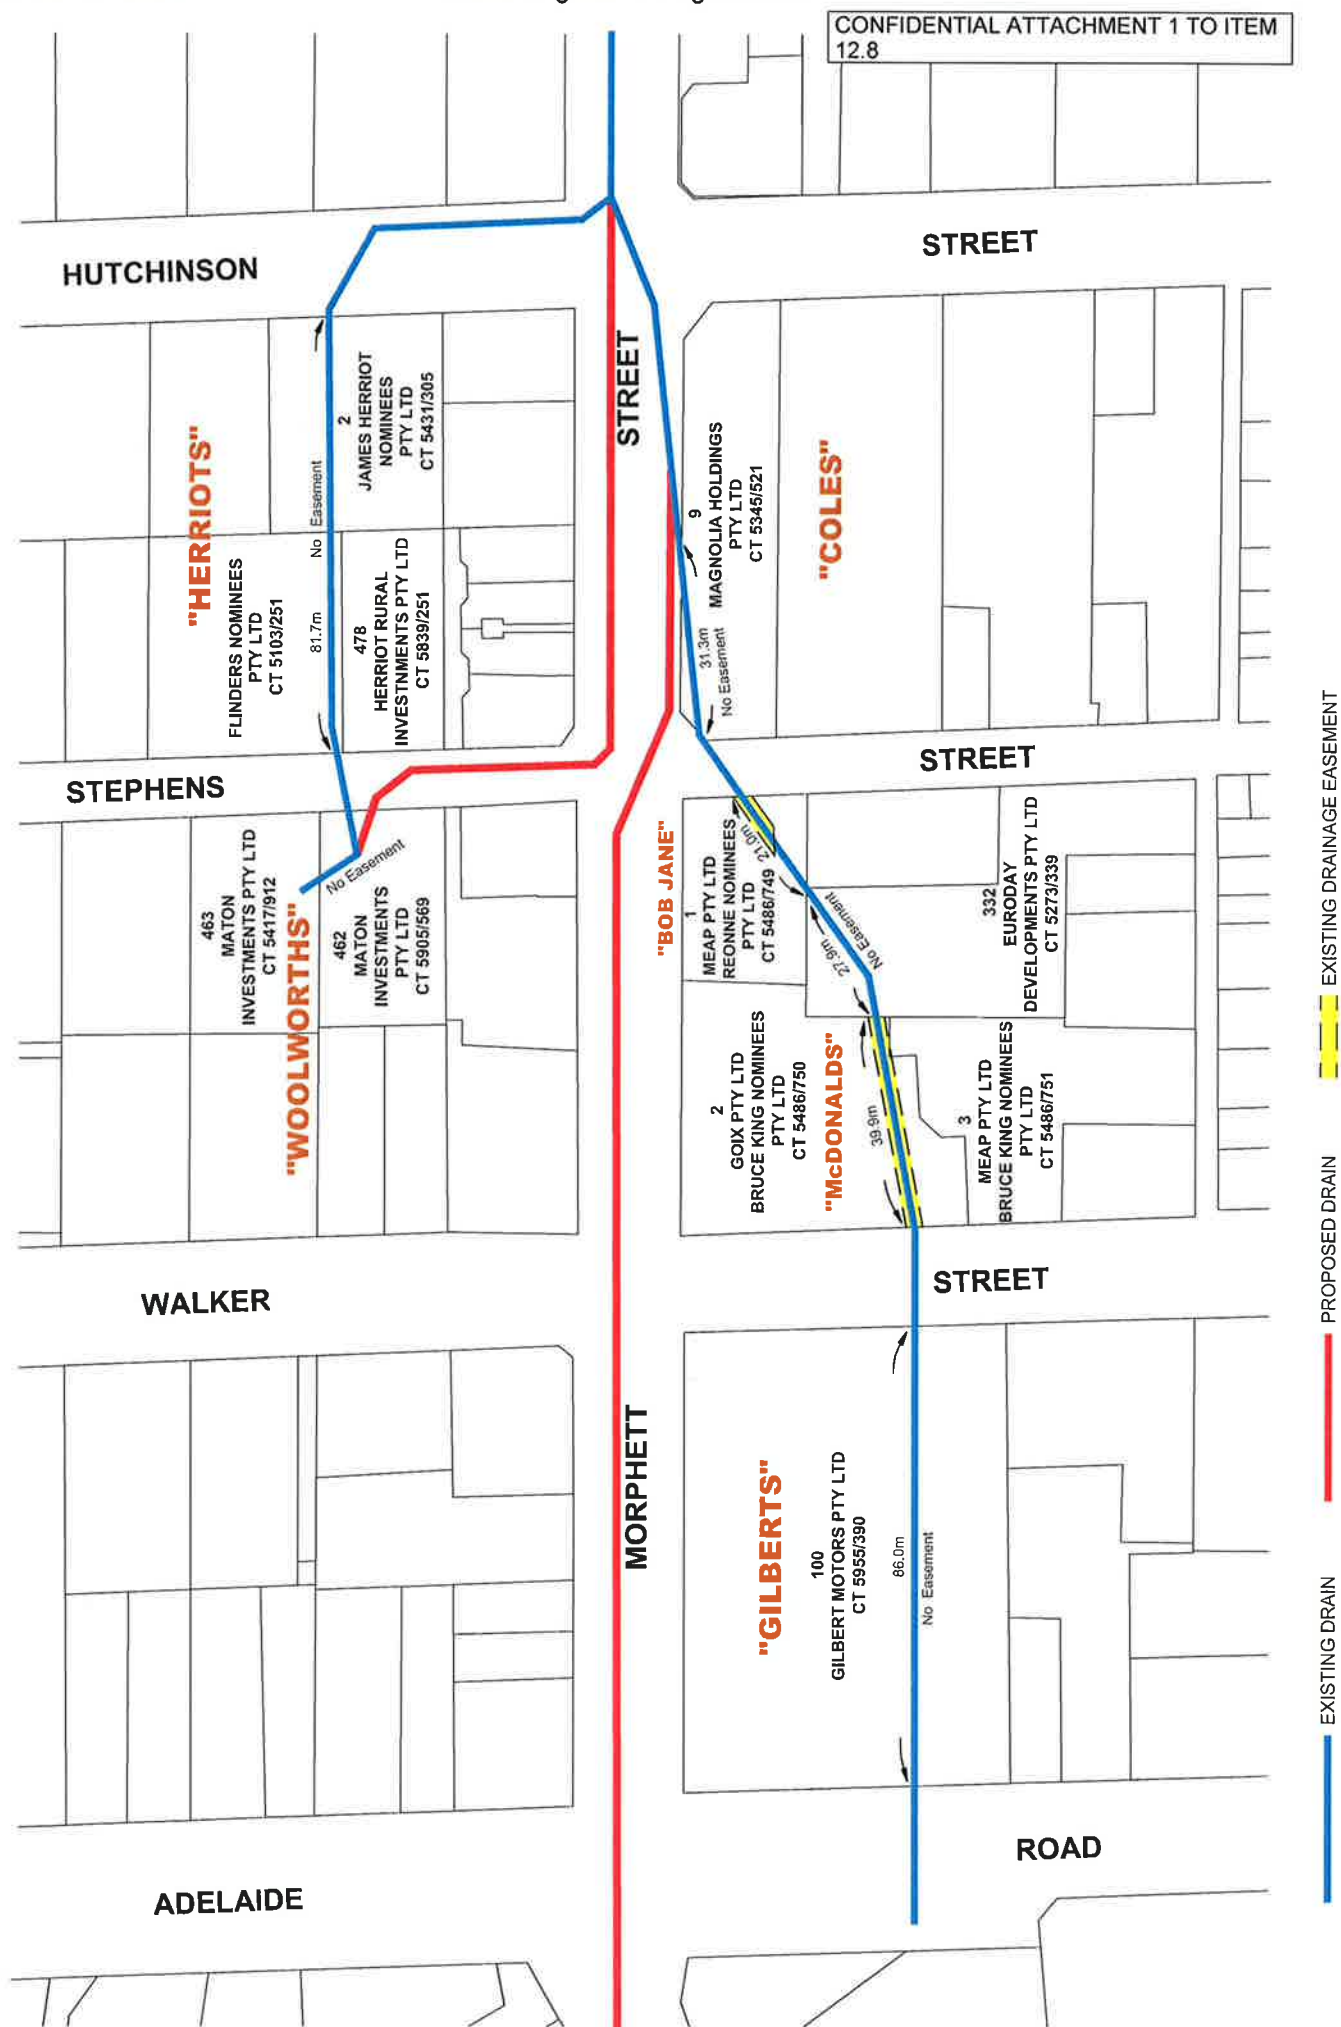 CONFIDENTIAL ATTACHMENT 1 TO ITEM
12.8
HUTCHINSON
STREET
STREET
"HERRIOTS"
2
JAMES HERRIOT
NOMINEES
PTY LTD
CT 5431/305
No Easement
81.7m
FLINDERS NOMINEES
PTY LTD
CT 5103/251
478
HERRIOT RURAL
INVESTMENTS PTY LTD
CT 5839/251
9
MAGNOLIA HOLDINGS
PTY LTD
CT 5345/521
"COLES"
31.3m
No Easement
STEPHENS
STREET
463
MATON
INVESTMENTS PTY LTD
CT 5417/912
"WOOLWORTHS"
462
MATON
INVESTMENTS
PTY LTD
CT 5905/569
No Easement
"BOB JANE"
1
MEAP PTY LTD
REONNE NOMINEES
PTY LTD
CT 5486/749
21.0m
27.9m
No Easement
332
EURODAY
DEVELOPMENTS PTY LTD
CT 5273/339
2
GOIX PTY LTD
BRUCE KING NOMINEES
PTY LTD
CT 5486/750
"McDONALDS"
39.9m
3
MEAP PTY LTD
BRUCE KING NOMINEES
PTY LTD
CT 5486/751
WALKER
STREET
MORPHETT
"GILBERTS"
100
GILBERT MOTORS PTY LTD
CT 5955/390
86.0m
No Easement
ADELAIDE
ROAD
EXISTING DRAIN
PROPOSED DRAIN
EXISTING DRAINAGE EASEMENT